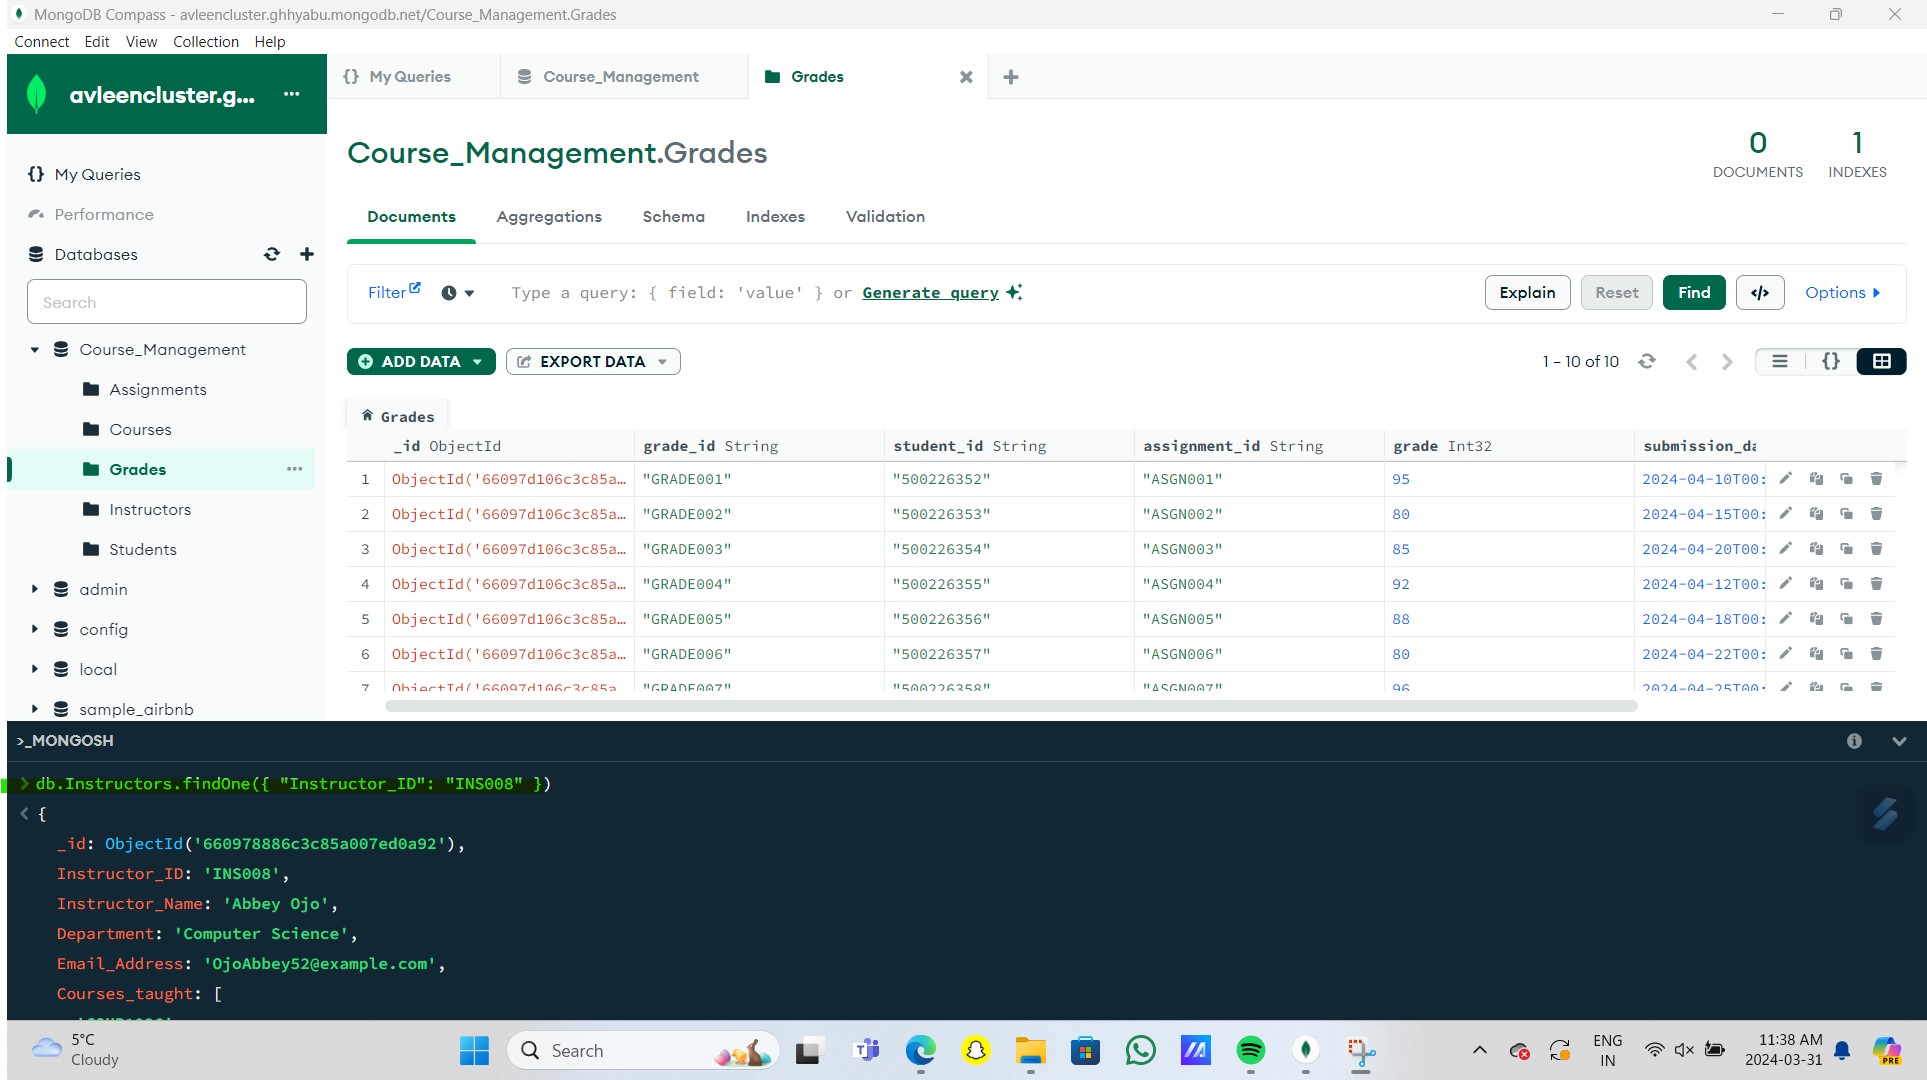 MongoDB Compass - avleencluster.ghhyabu.mongodb.net/Course_Management.Grades
Connect Edit View Collection Help
avleencluster.g... ...
{} My Queries
Course_Management
Grades
My Queries
Performance
Databases
Search
Course_Management
Assignments
Courses
Grades ...
Instructors
Students
admin
config
local
sample_airbnb
Course_Management.Grades
0 DOCUMENTS
1 INDEXES
Documents Aggregations Schema Indexes Validation
Filter Type a query: { field: 'value' } or Generate query Explain Reset Find </> Options
ADD DATA EXPORT DATA 1 – 10 of 10 {}
Grades
_id ObjectId grade_id String student_id String assignment_id String grade Int32 submission_da
1 ObjectId('66097d106c3c85a… "GRADE001" "500226352" "ASGN001" 95 2024-04-10T00:
2 ObjectId('66097d106c3c85a… "GRADE002" "500226353" "ASGN002" 80 2024-04-15T00:
3 ObjectId('66097d106c3c85a… "GRADE003" "500226354" "ASGN003" 85 2024-04-20T00:
4 ObjectId('66097d106c3c85a… "GRADE004" "500226355" "ASGN004" 92 2024-04-12T00:
5 ObjectId('66097d106c3c85a… "GRADE005" "500226356" "ASGN005" 88 2024-04-18T00:
6 ObjectId('66097d106c3c85a… "GRADE006" "500226357" "ASGN006" 80 2024-04-22T00:
7 ObjectId('66097d106c3c85a… "GRADE007" "500226358" "ASGN007" 96 2024-04-25T00:
>_MONGOSH
> db.Instructors.findOne({ "Instructor_ID": "INS008" })
< {
_id: ObjectId('660978886c3c85a007ed0a92'),
Instructor_ID: 'INS008',
Instructor_Name: 'Abbey Ojo',
Department: 'Computer Science',
Email_Address: 'OjoAbbey52@example.com',
Courses_taught: [
5°C
Cloudy
Search
ENG
IN
11:38 AM
2024-03-31
PRE